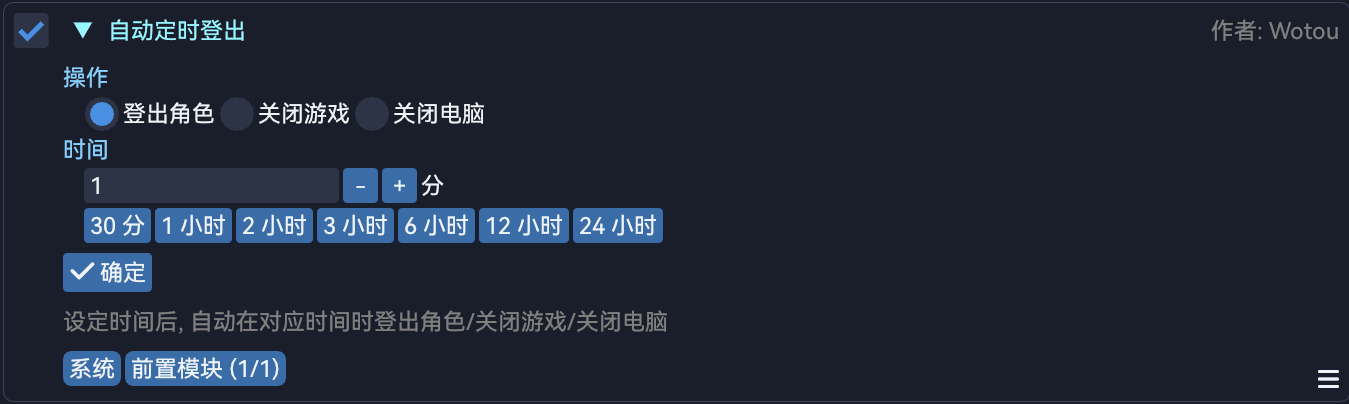 自动定时登出 作者: Wotou
操作
登出角色 关闭游戏 关闭电脑
时间
1 - + 分
30 分 1 小时 2 小时 3 小时 6 小时 12 小时 24 小时
确定
设定时间后, 自动在对应时间时登出角色/关闭游戏/关闭电脑
系统 前置模块 (1/1)